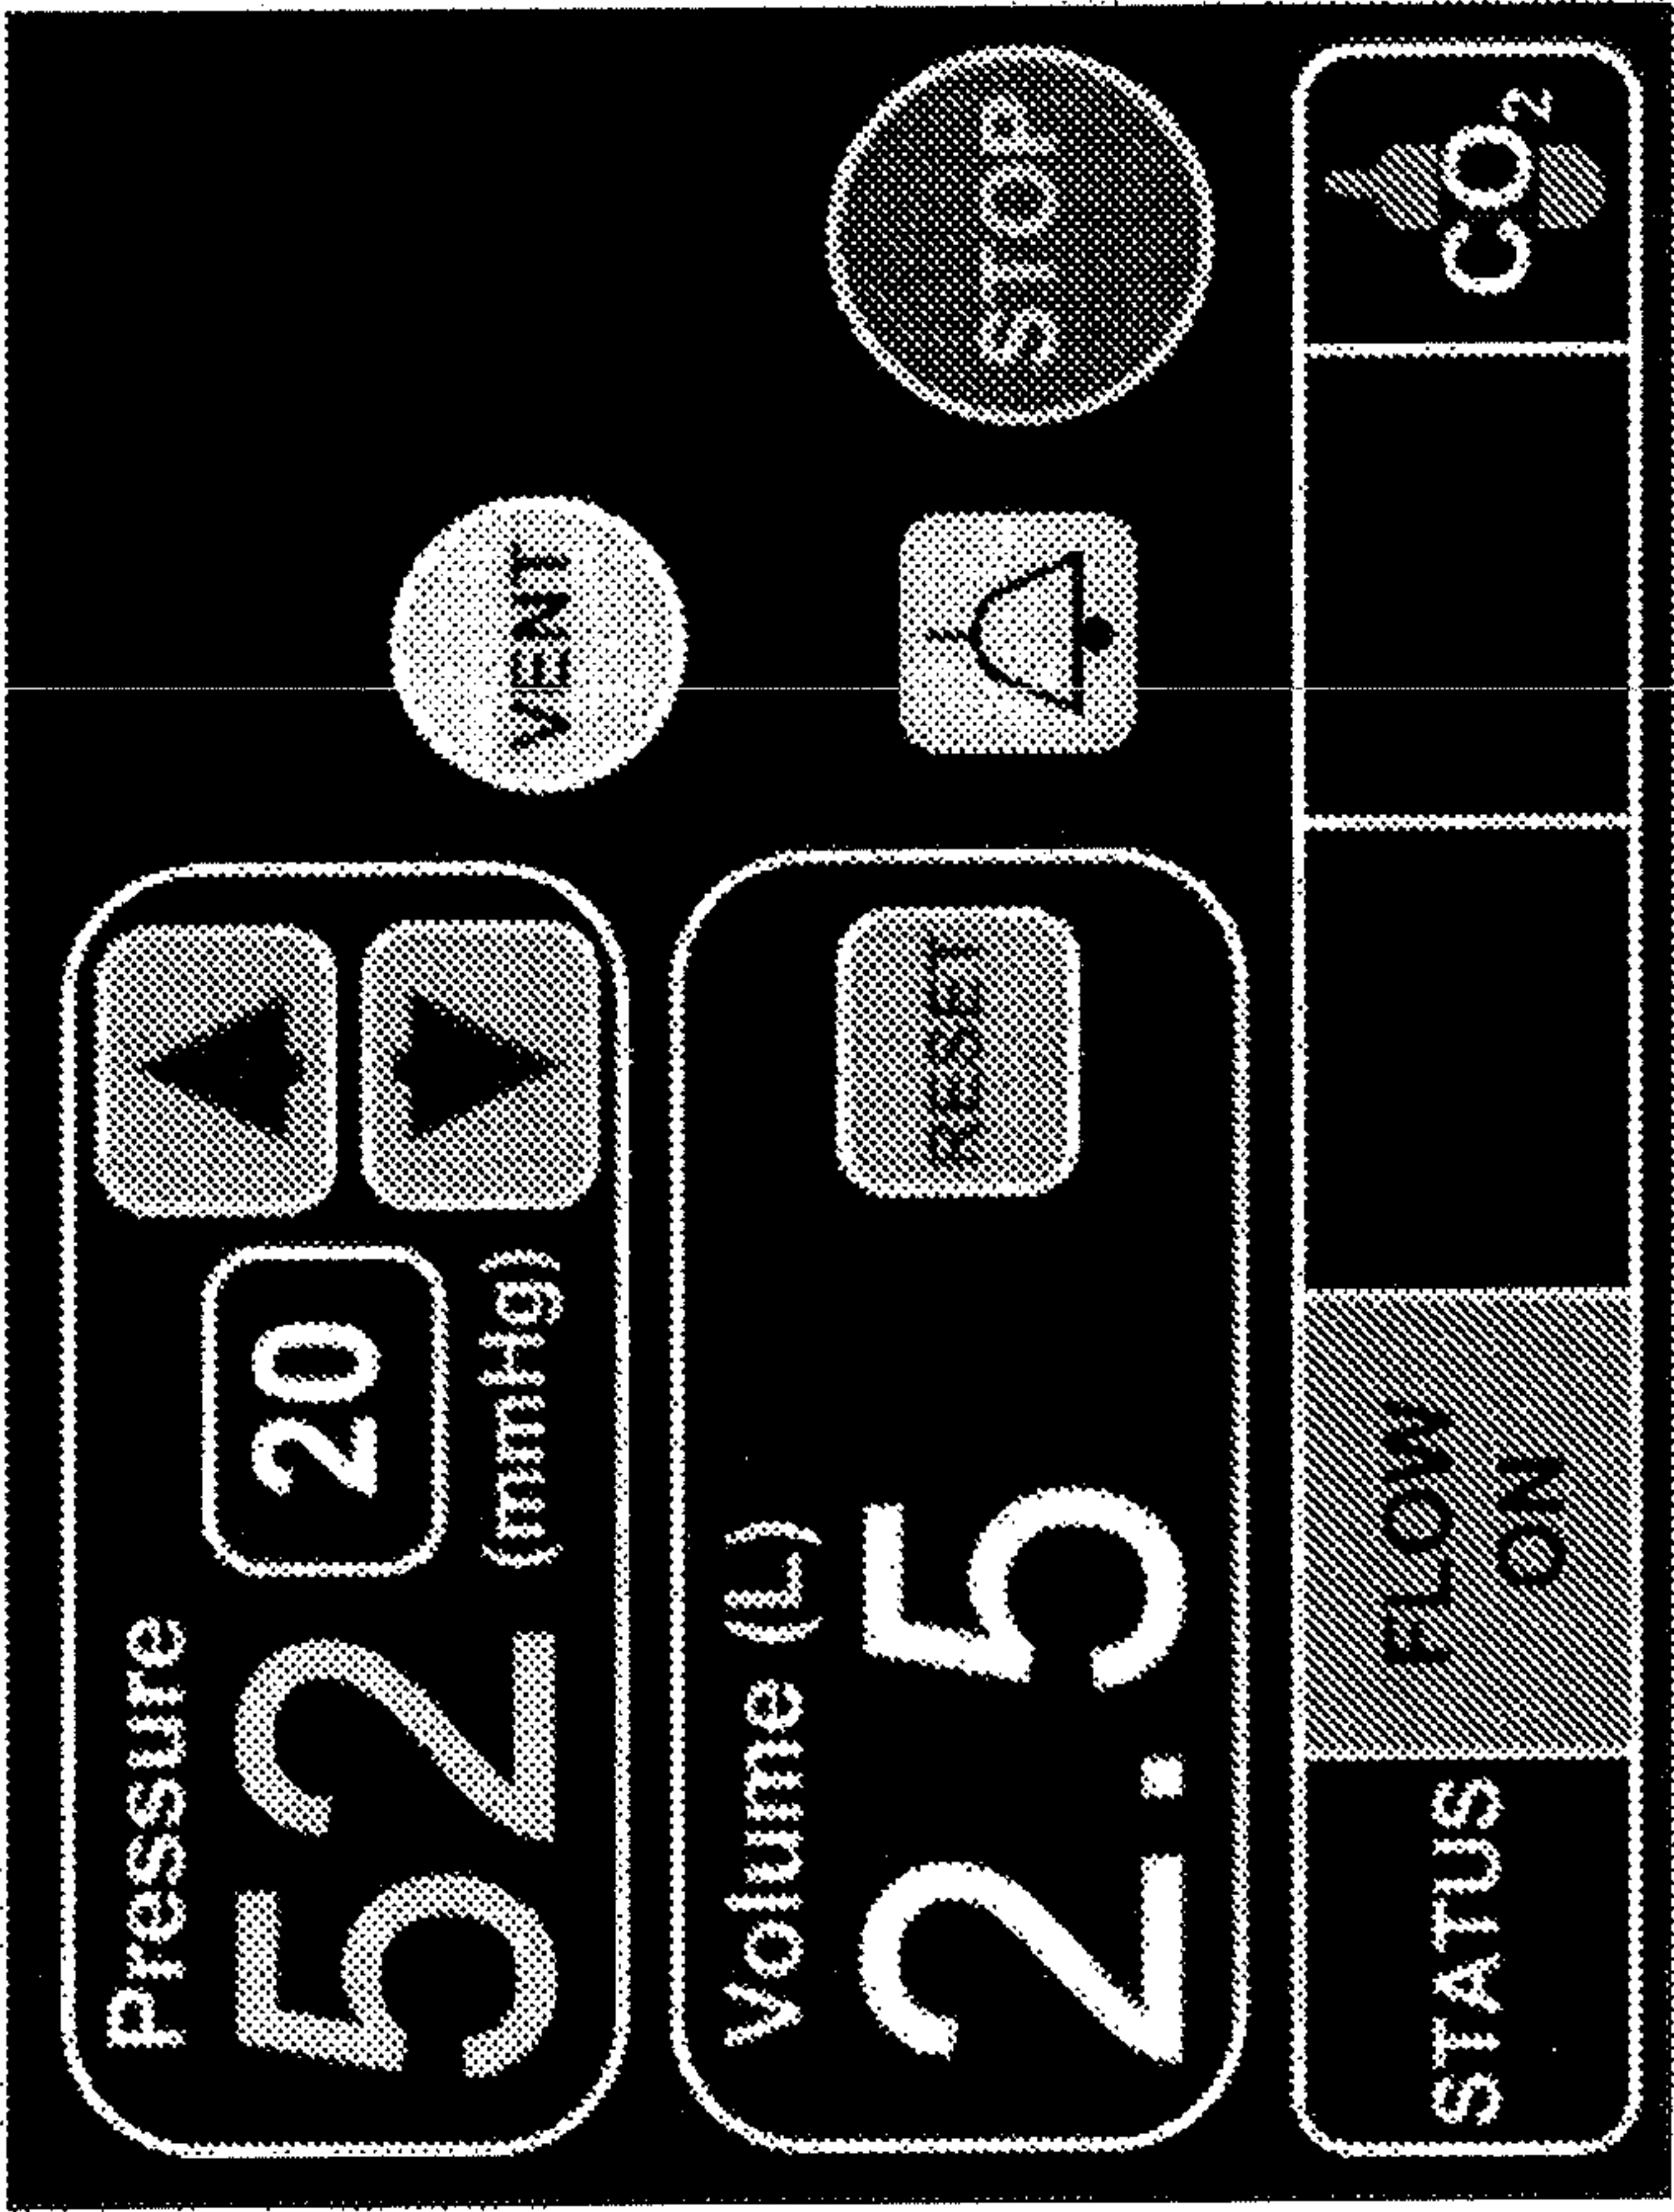 Pressure
52
20
(mmHg)
VENT
Volume (L)
2.5
RESET
STOP
STATUS
FLOW
ON
CO₂